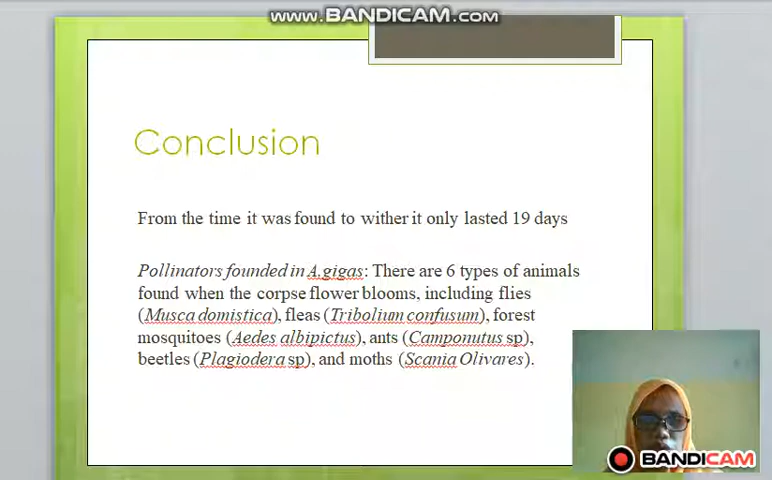 www.BANDICAM.com
Conclusion
From the time it was found to wither it only lasted 19 days
Pollinators founded in A.gigas: There are 6 types of animals
found when the corpse flower blooms, including flies
(Musca domistica), fleas (Tribolium confusum), forest
mosquitoes (Aedes albipictus), ants (Camponutus sp),
beetles (Plagiodera sp), and moths (Scania Olivares).
BANDICAM